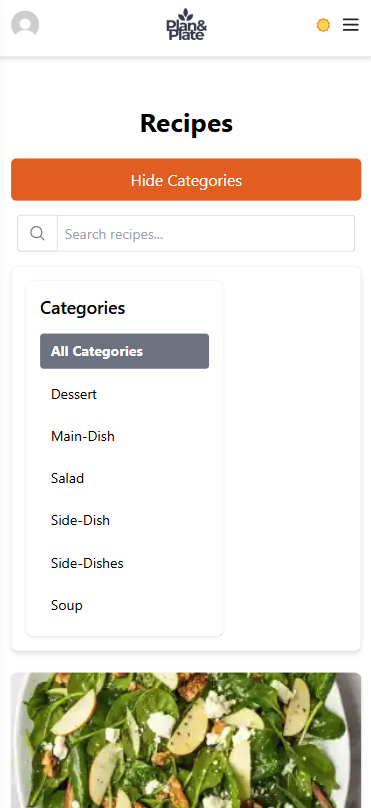 Plan&
Plate
Recipes
Hide Categories
Search recipes...
Categories
All Categories
Dessert
Main-Dish
Salad
Side-Dish
Side-Dishes
Soup